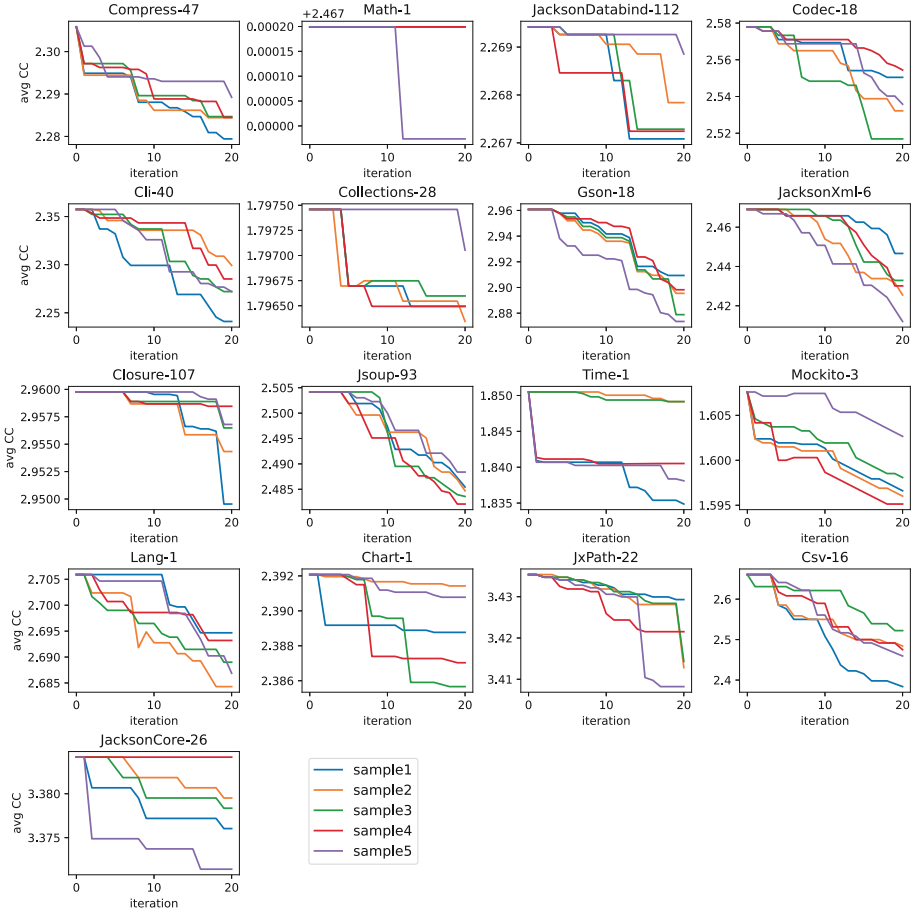 Compress-47
avg CC
2.30
2.29
2.28
0 10 20
iteration
Math-1
+2.467
0.00020
0.00015
0.00010
0.00005
0.00000
0 10 20
iteration
JacksonDatabind-112
2.269
2.268
2.267
0 10 20
iteration
Codec-18
2.58
2.56
2.54
2.52
0 10 20
iteration
Cli-40
avg CC
2.35
2.30
2.25
0 10 20
iteration
Collections-28
1.79750
1.79725
1.79700
1.79675
1.79650
0 10 20
iteration
Gson-18
2.96
2.94
2.92
2.90
2.88
0 10 20
iteration
JacksonXml-6
2.46
2.44
2.42
0 10 20
iteration
Closure-107
avg CC
2.9600
2.9575
2.9550
2.9525
2.9500
0 10 20
iteration
Jsoup-93
2.505
2.500
2.495
2.490
2.485
0 10 20
iteration
Time-1
1.850
1.845
1.840
1.835
0 10 20
iteration
Mockito-3
1.605
1.600
1.595
0 10 20
iteration
Lang-1
avg CC
2.705
2.700
2.695
2.690
2.685
0 10 20
iteration
Chart-1
2.392
2.390
2.388
2.386
0 10 20
iteration
JxPath-22
3.43
3.42
3.41
0 10 20
iteration
Csv-16
2.6
2.5
2.4
0 10 20
iteration
JacksonCore-26
avg CC
3.380
3.375
0 10 20
iteration
sample1
sample2
sample3
sample4
sample5